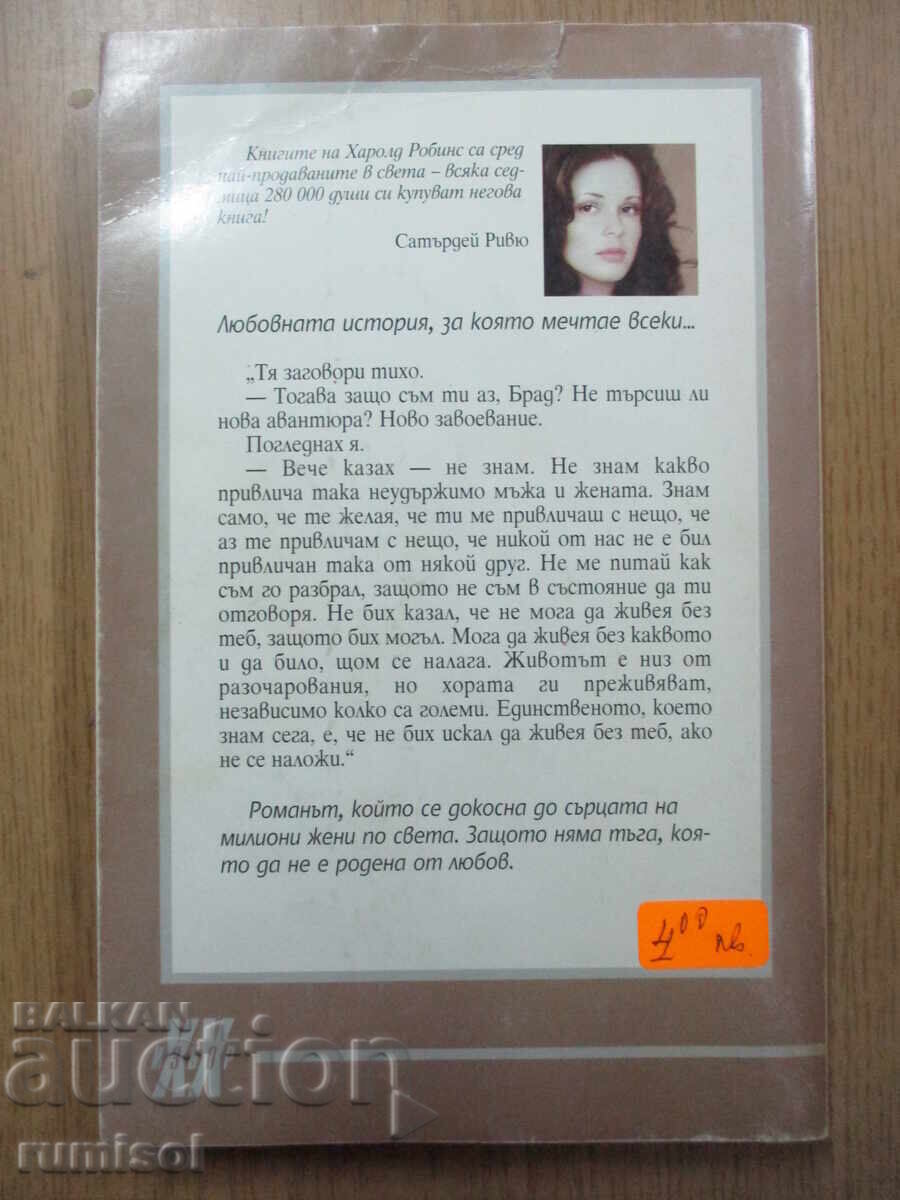 Книгите на Харолд Робинс са сред
най-продаваните в света – всяка сед-
мица 280 000 души си купуват негова
книга!
Сатърдей Ривю
Любовната история, за която мечтае всеки...
„Тя заговори тихо.
— Тогава защо съм ти аз, Брад? Не търсиш ли
нова авантюра? Ново завоевание.
Погледнах я.
— Вече казах — не знам. Не знам какво
привлича така неудържимо мъжа и жената. Знам
само, че те желая, че ти ме привличаш с нещо, че
аз те привличам с нещо, че никой от нас не е бил
привличан така от някой друг. Не ме питай как
съм го разбрал, защото не съм в състояние да ти
отговоря. Не бих казал, че не мога да живея без
теб, защото бих могъл. Мога да живея без каквото
и да било, щом се налага. Животът е низ от
разочарования, но хората ги преживяват,
независимо колко са големи. Единственото, което
знам сега, е, че не бих искал да живея без теб, ако
не се наложи.“
Романът, който се докосна до сърцата на
милиони жени по света. Защото няма тъга, коя-
то да не е родена от любов.
4 00 лв.
BALKAN
auction
rumisol